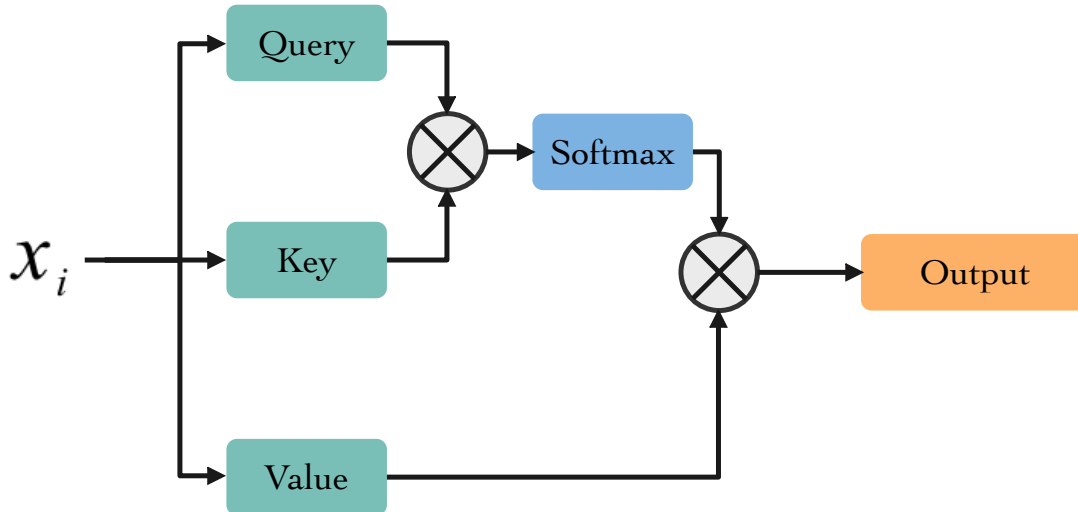 Query
Softmax
x_i
Key
Output
Value